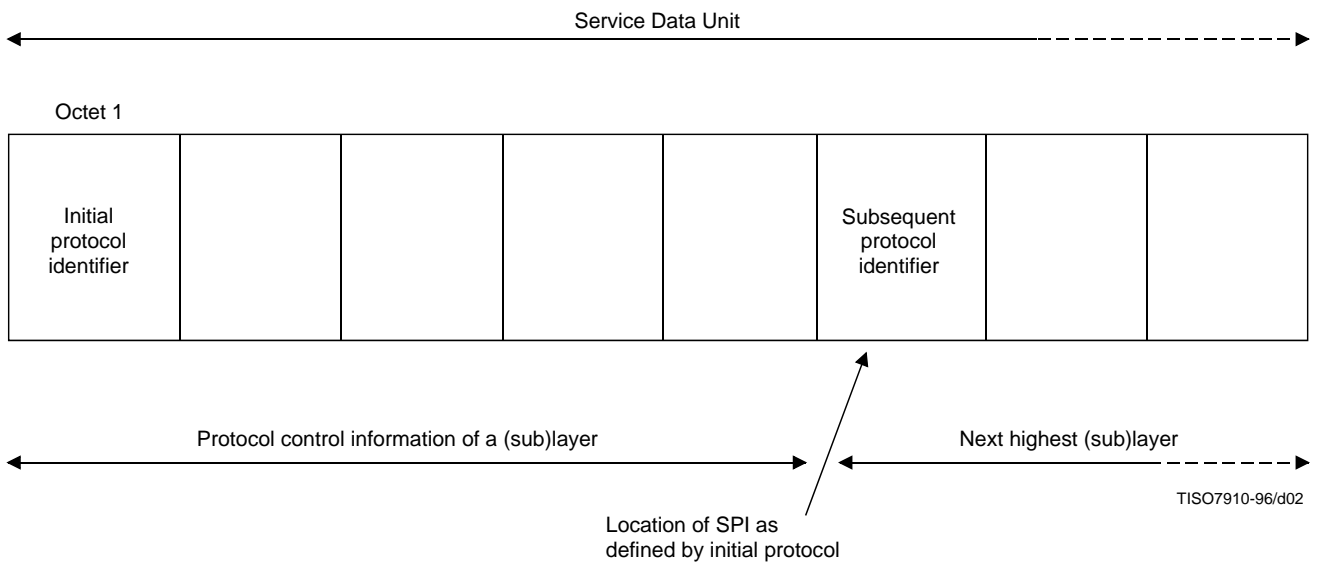 Service Data Unit
Octet 1
Initial
protocol
identifier
Subsequent
protocol
identifier
Protocol control information of a (sub)layer
Next highest (sub)layer
TISO7910-96/d02
Location of SPI as
defined by initial protocol